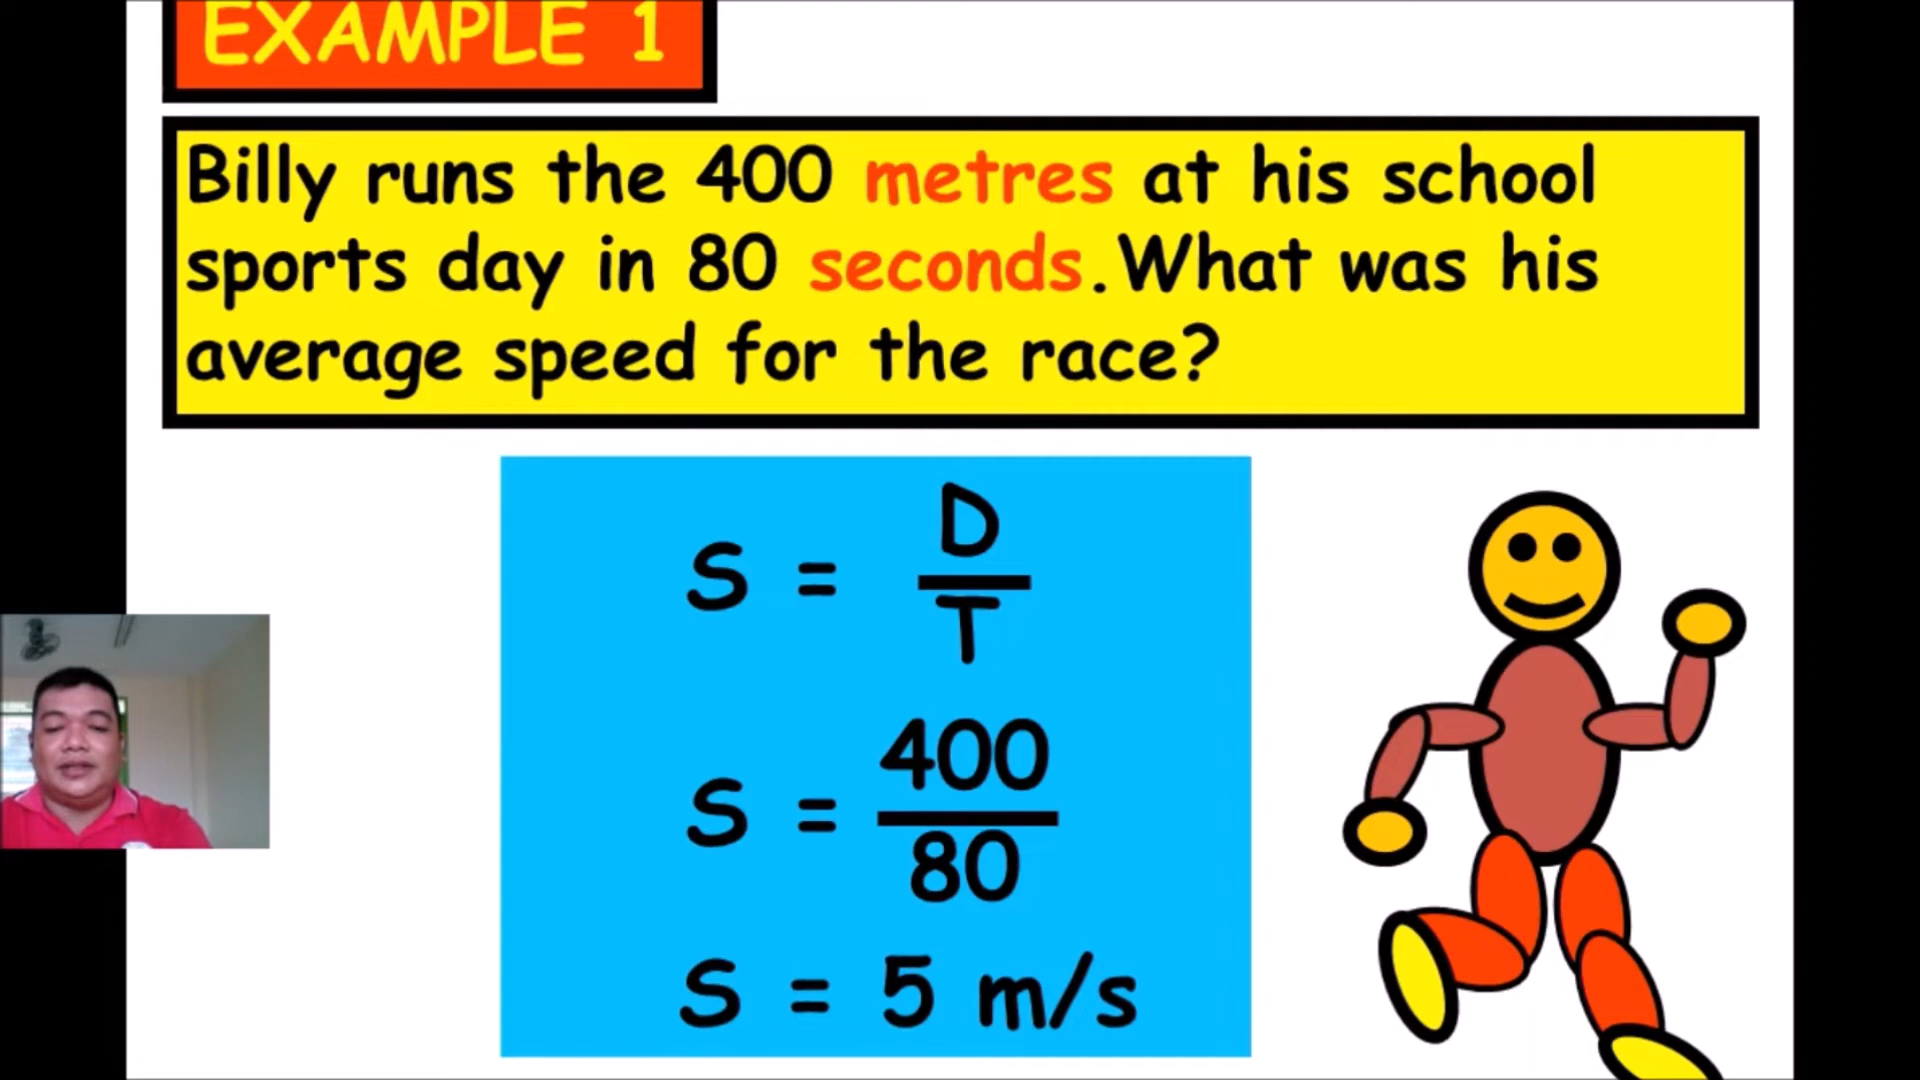 EXAMPLE 1
Billy runs the 400 metres at his school
sports day in 80 seconds.What was his
average speed for the race?
S = D
T
S = 400
80
S = 5 m/s